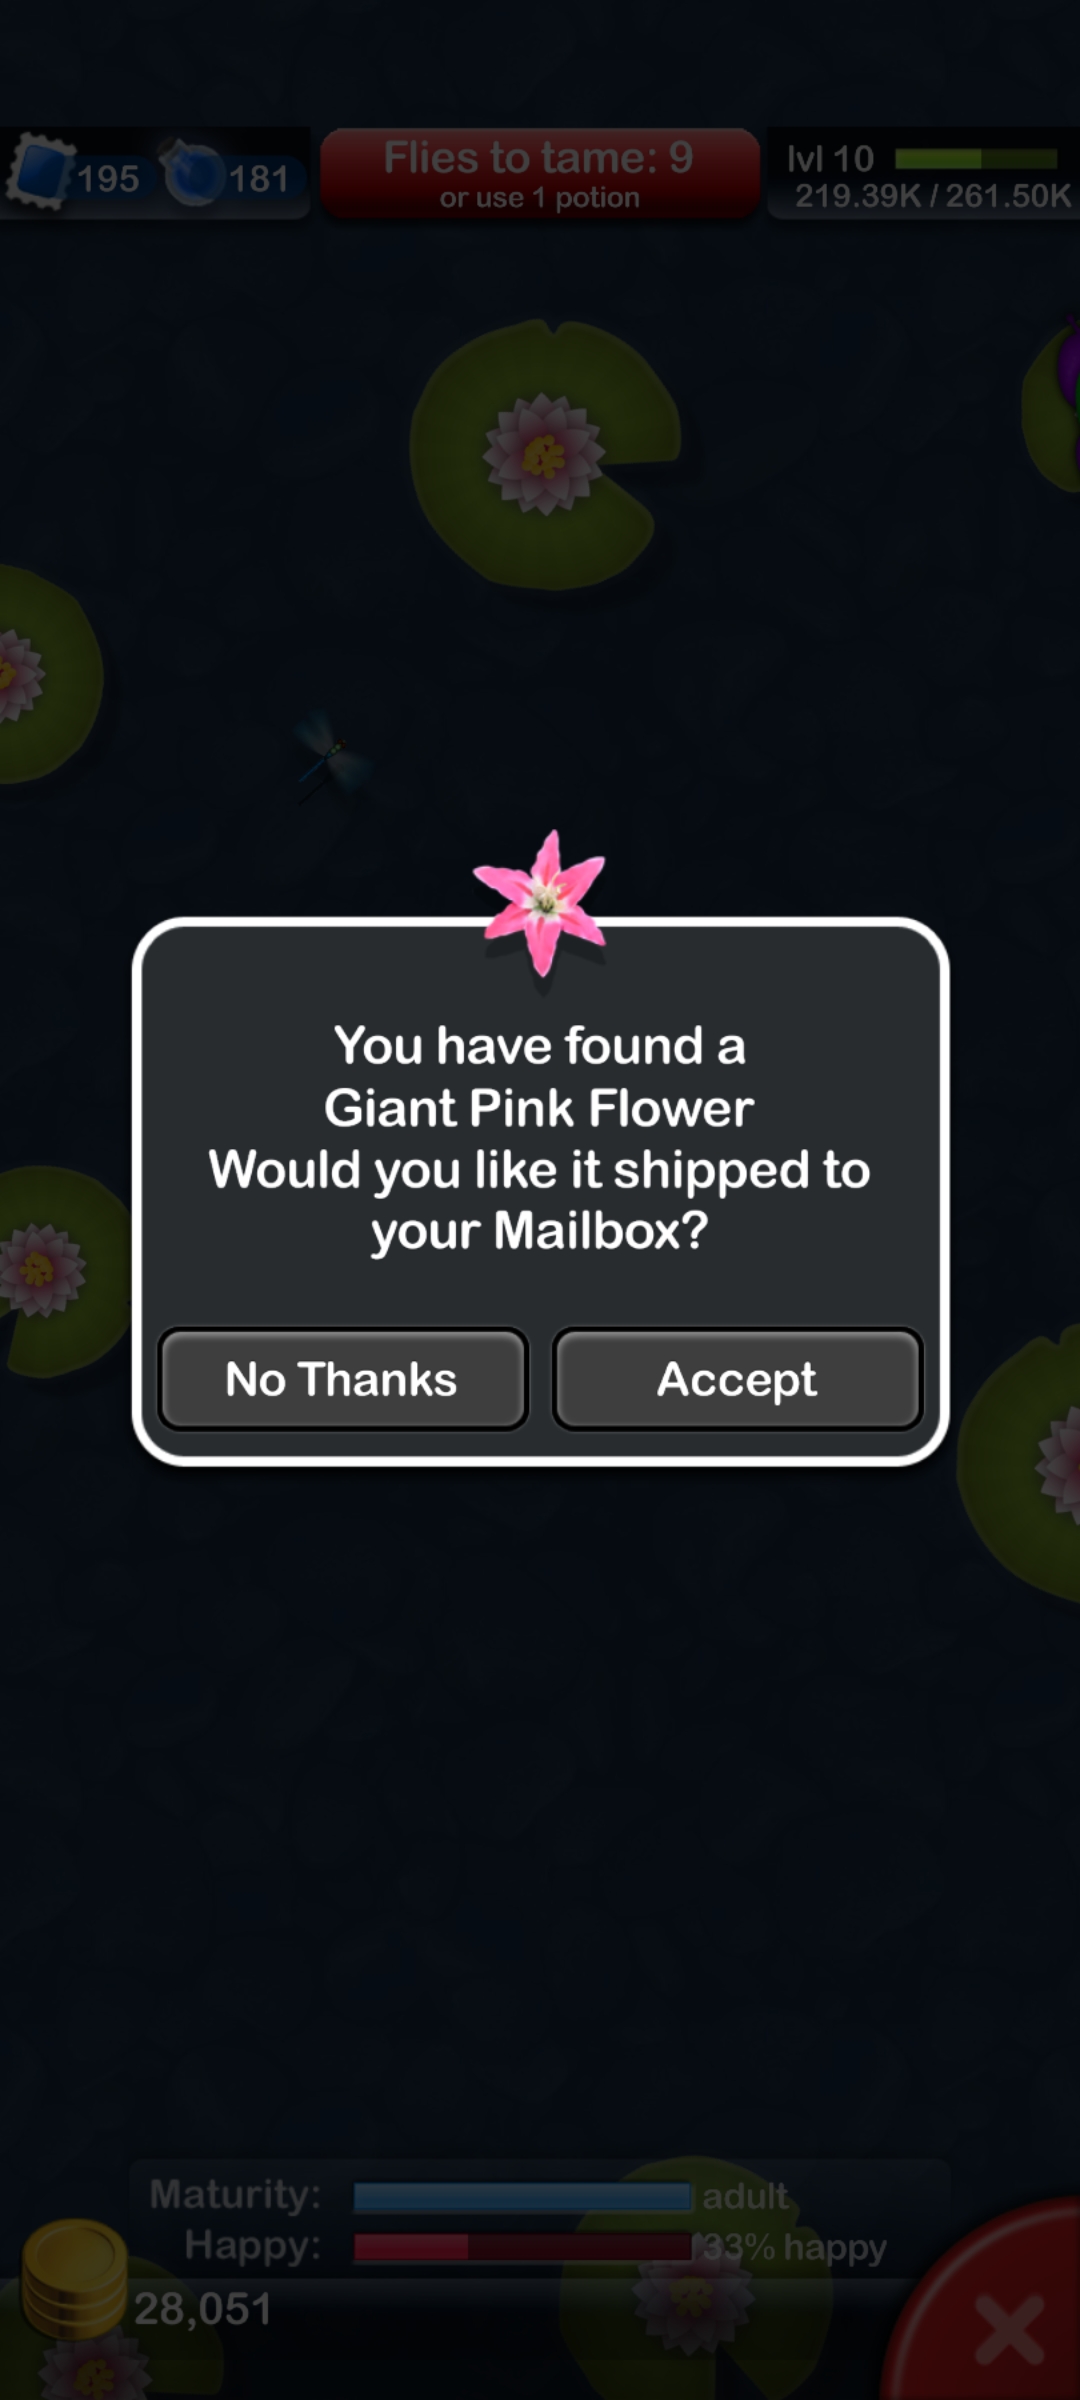 195
181
Flies to tame: 9
or use 1 potion
lvl 10
219.39K / 261.50K
You have found a
Giant Pink Flower
Would you like it shipped to
your Mailbox?
No Thanks
Accept
Maturity:
adult
Happy:
33% happy
28,051